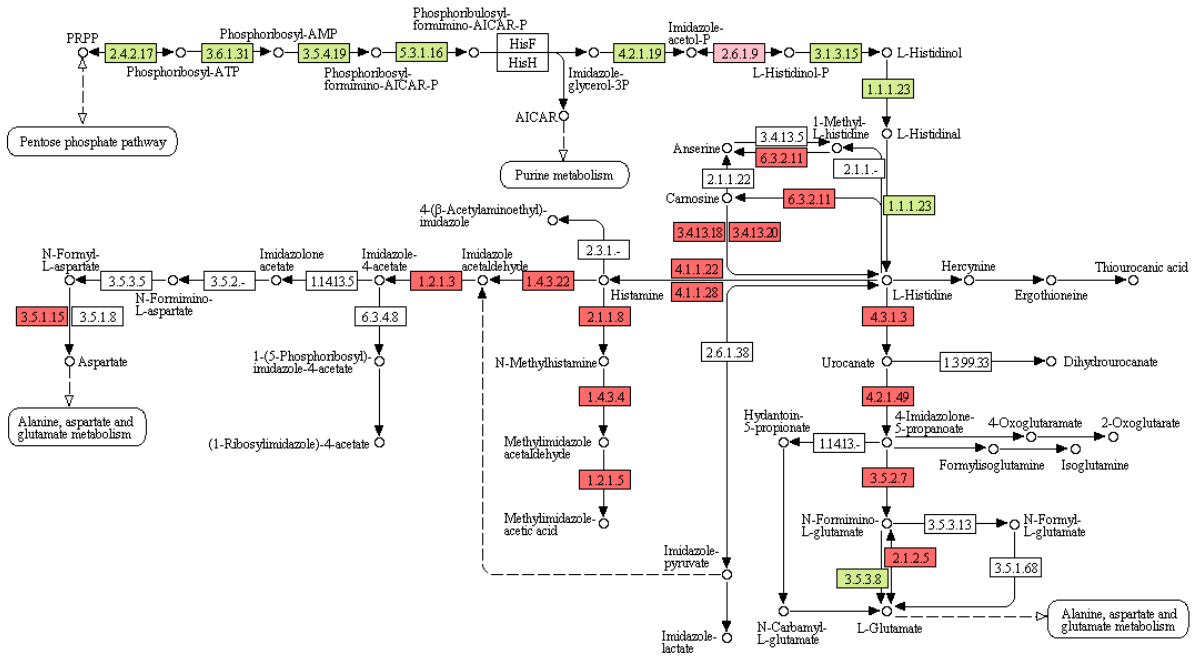 Phosphoribulosyl-
formimino-AICAR-P
PRPP
Phosphoribosyl-AMP
Imidazole-
acetol-P
2.4.2.17
3.6.1.31
3.5.4.19
5.3.1.16
HisF
HisH
4.2.1.19
2.6.1.9
3.1.3.15
L-Histidinol
Phosphoribosyl-ATP
Phosphoribosyl-
formimino-AICAR-P
Imidazole-
glycerol-3P
L-Histidinol-P
1.1.1.23
AICAR
Pentose phosphate pathway
Purine metabolism
1-Methyl-
L-histidine
3.4.13.5
L-Histidinal
Anserine
6.3.2.11
2.1.1.22
2.1.1.-
Carnosine
6.3.2.11
1.1.1.23
4-(β-Acetylaminoethyl)-
imidazole
3.4.13.18
3.4.13.20
2.3.1.-
N-Formyl-
L-aspartate
Imidazolone
acetate
Imidazole-
4-acetate
Imidazole
acetaldehyde
4.1.1.22
Hercynine
Thiourocanic acid
3.5.3.5
3.5.2.-
1.14.13.5
1.2.1.3
1.4.3.22
N-Formimino-
L-aspartate
Histamine
4.1.1.28
L-Histidine
Ergothioneine
3.5.1.15
3.5.1.8
6.3.4.8
2.1.1.8
4.3.1.3
2.6.1.38
Aspartate
1-(5-Phosphoribosyl)-
imidazole-4-acetate
N-Methylhistamine
Urocanate
1.3.99.33
Dihydrourocanate
1.4.3.4
4.2.1.49
Alanine, aspartate and
glutamate metabolism
Hydantoin-
5-propionate
4-Imidazolone-
5-propanoate
4-Oxoglutaramate
2-Oxoglutarate
(1-Ribosylimidazole)-4-acetate
Methylimidazole
acetaldehyde
1.14.13.-
Formylisoglutamine
Isoglutamine
1.2.1.5
3.5.2.7
Methylimidazole-
acetic acid
N-Formimino-
L-glutamate
3.5.3.13
N-Formyl-
L-glutamate
Imidazole-
pyruvate
2.1.2.5
3.5.3.8
3.5.1.68
N-Carbamyl-
L-glutamate
L-Glutamate
Alanine, aspartate and
glutamate metabolism
Imidazole-
lactate